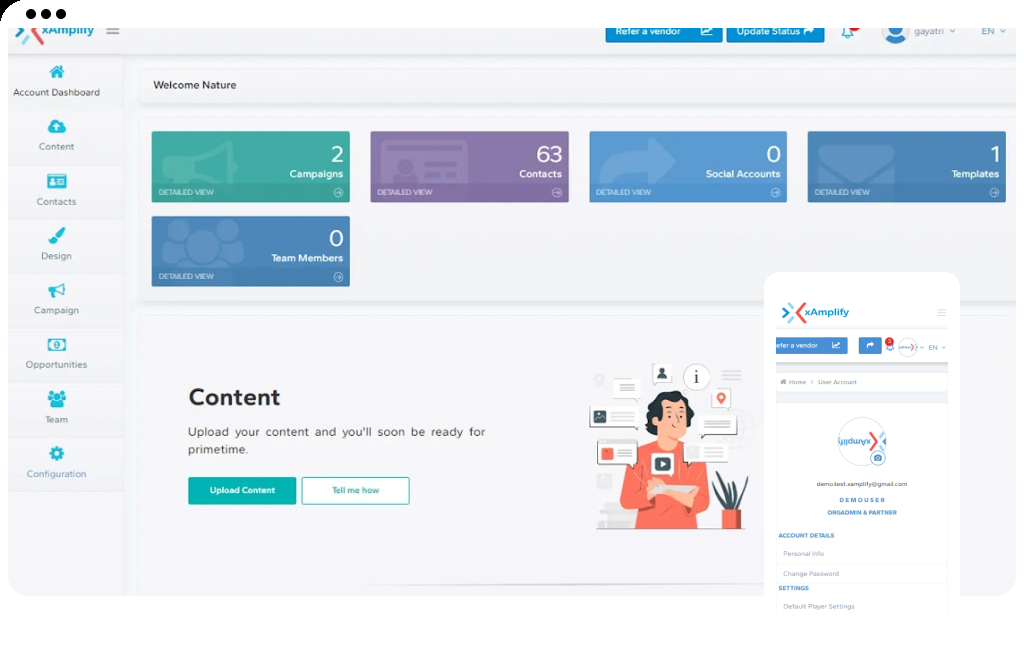 xAmplify
Refer a vendor
Update Status
gayatri
EN
Account Dashboard
Content
Contacts
Design
Campaign
Opportunities
Team
Configuration
Welcome Nature
2
Campaigns
DETAILED VIEW
63
Contacts
DETAILED VIEW
0
Social Accounts
DETAILED VIEW
1
Templates
DETAILED VIEW
0
Team Members
DETAILED VIEW
Content
Upload your content and you'll soon be ready for
primetime.
Upload Content
Tell me how
i
xAmplify
efer a vendor
2
EN
Home > User Account
xAmplify
demo.test.xamplify@gmail.com
DEMOUSER
ORGADMIN & PARTNER
ACCOUNT DETAILS
Personal Info
Change Password
SETTINGS
Default Player Settings